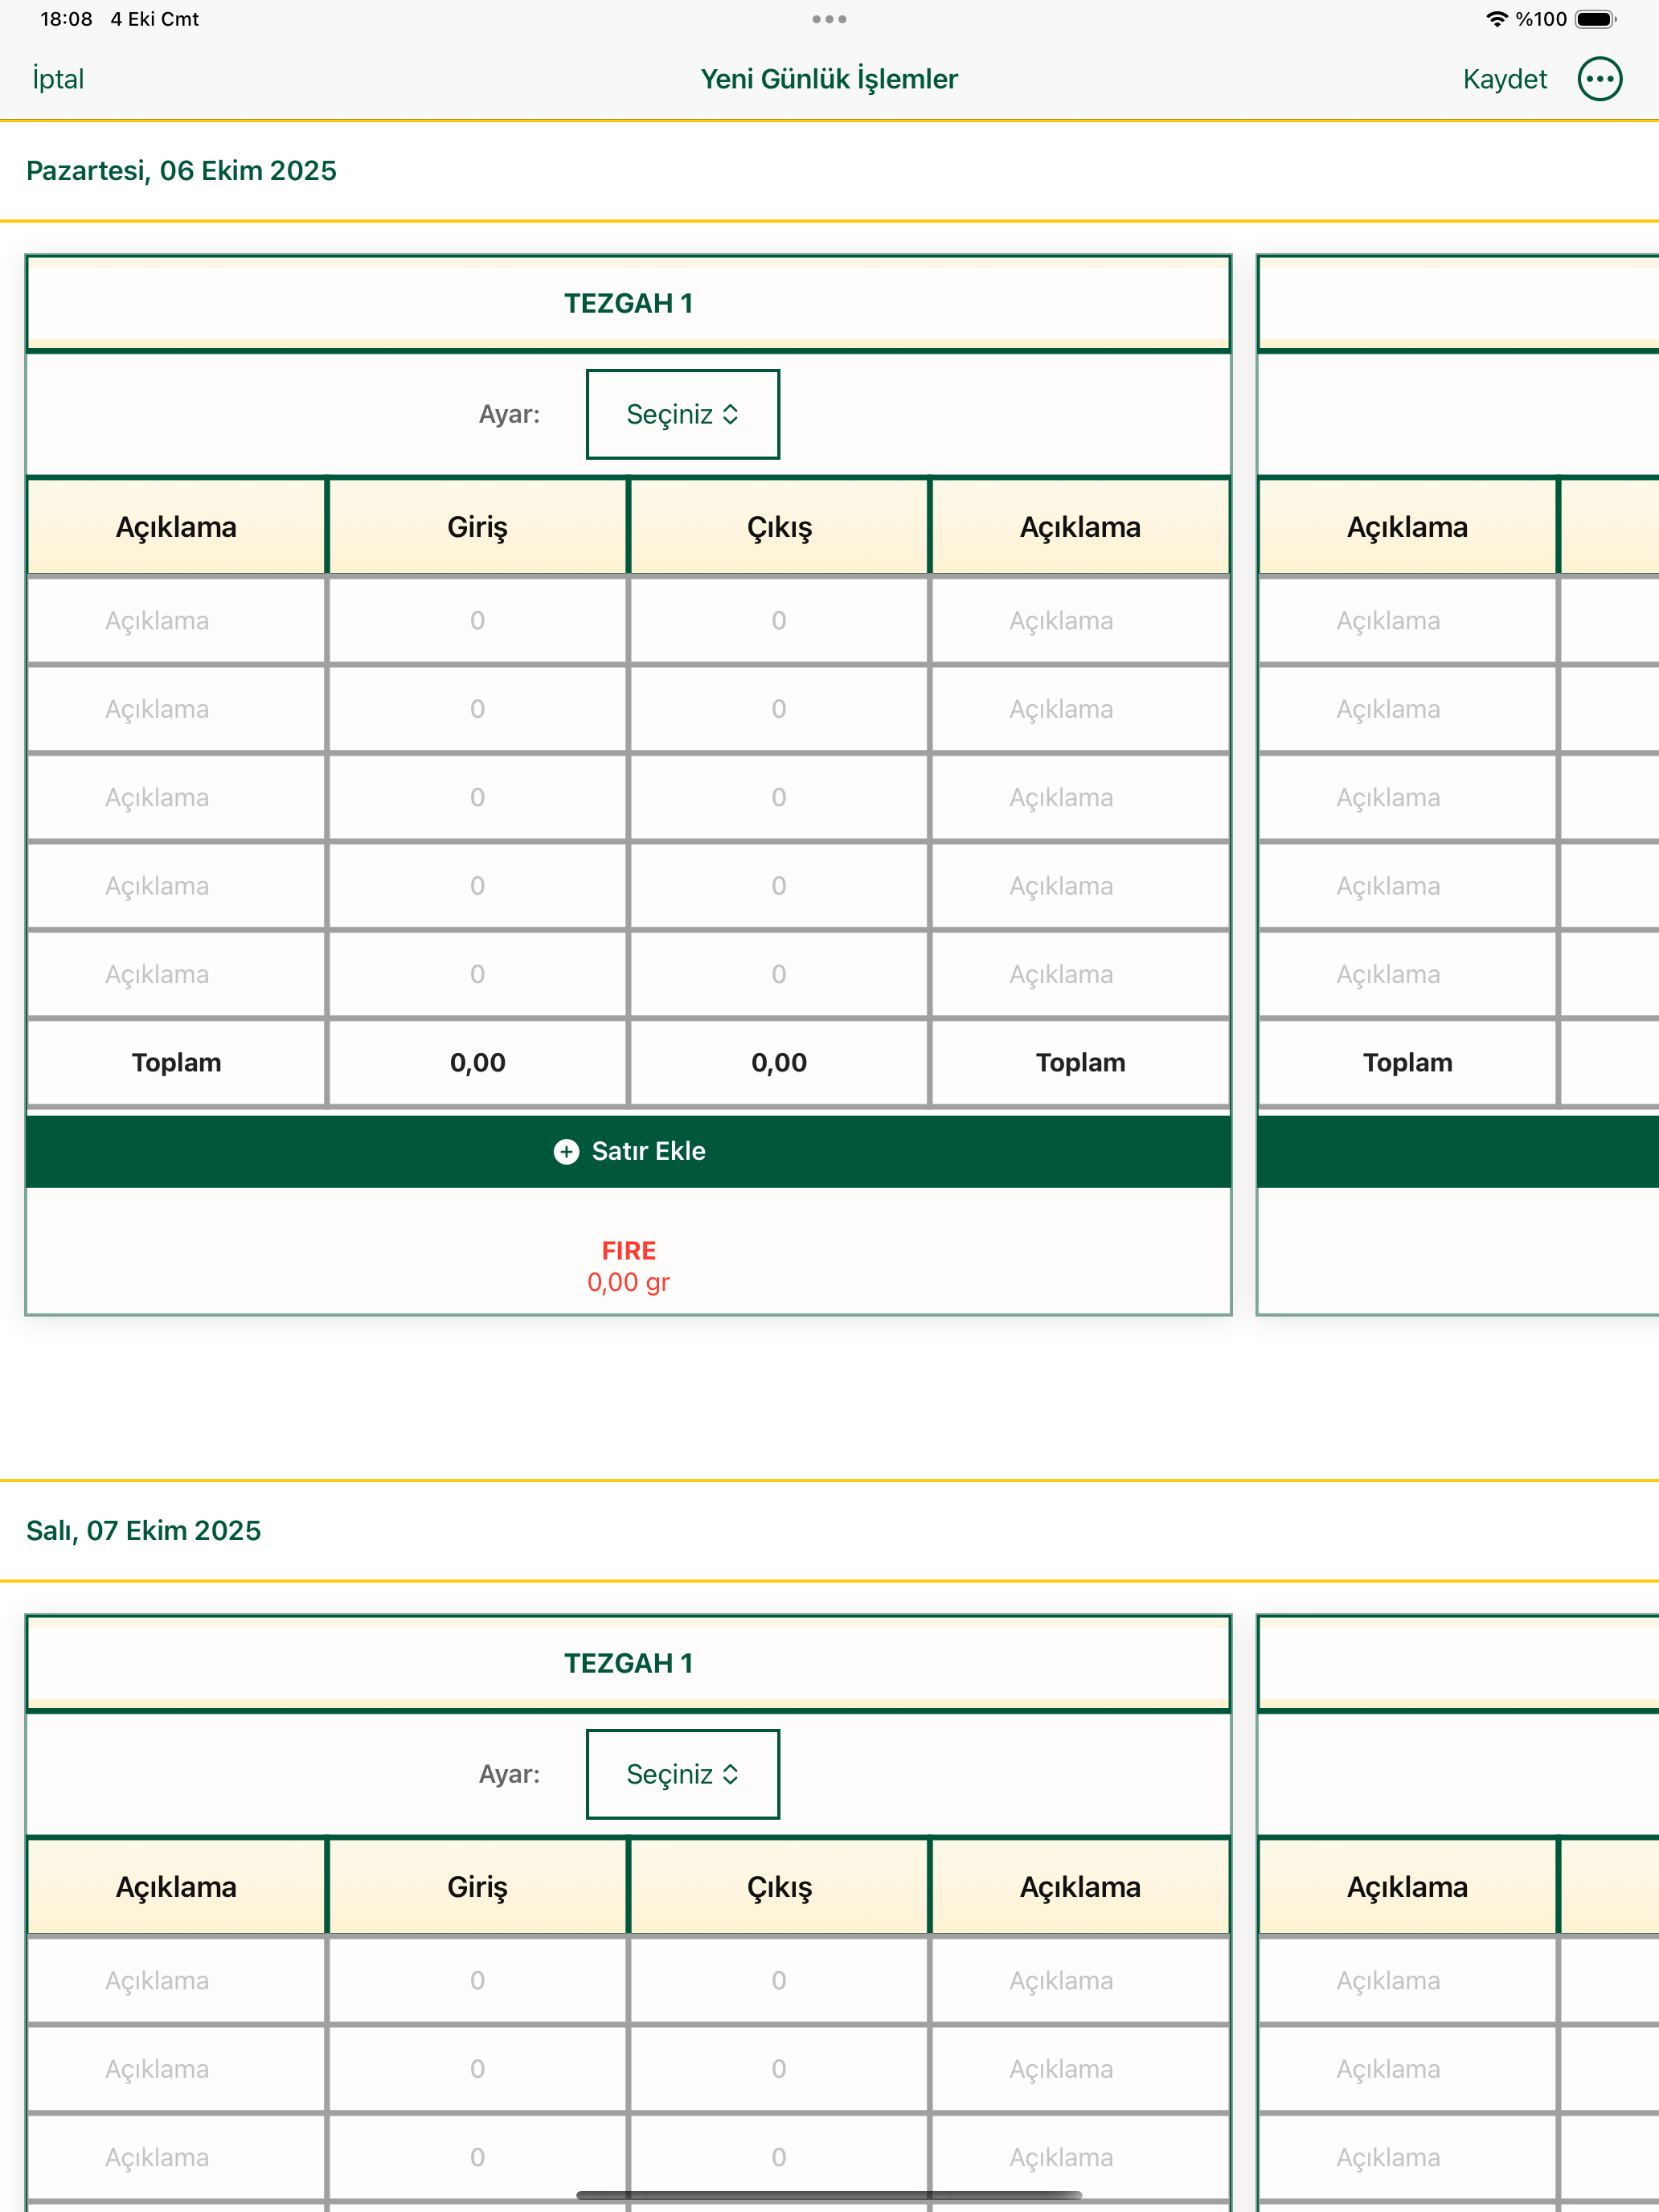 18:08 4 Eki Cmt %100
İptal Yeni Günlük İşlemler Kaydet
Pazartesi, 06 Ekim 2025
TEZGAH 1
Ayar: Seçiniz
Açıklama Giriş Çıkış Açıklama Açıklama
Açıklama 0 0 Açıklama Açıklama
Açıklama 0 0 Açıklama Açıklama
Açıklama 0 0 Açıklama Açıklama
Açıklama 0 0 Açıklama Açıklama
Açıklama 0 0 Açıklama Açıklama
Toplam 0,00 0,00 Toplam Toplam
Satır Ekle
FIRE
0,00 gr
Salı, 07 Ekim 2025
TEZGAH 1
Ayar: Seçiniz
Açıklama Giriş Çıkış Açıklama Açıklama
Açıklama 0 0 Açıklama Açıklama
Açıklama 0 0 Açıklama Açıklama
Açıklama 0 0 Açıklama Açıklama